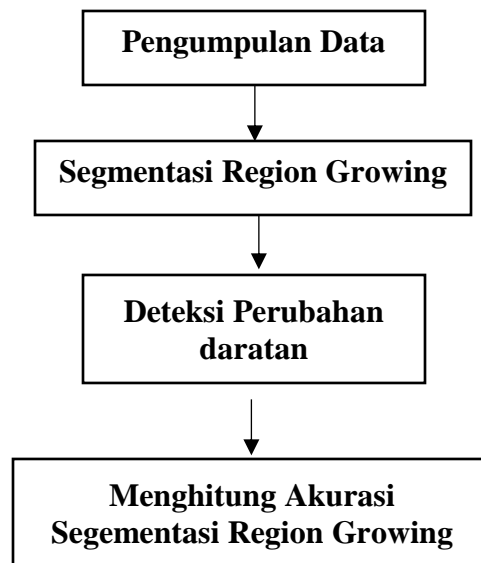 Pengumpulan Data
Segmentasi Region Growing
Deteksi Perubahan
daratan
Menghitung Akurasi
Segementasi Region Growing